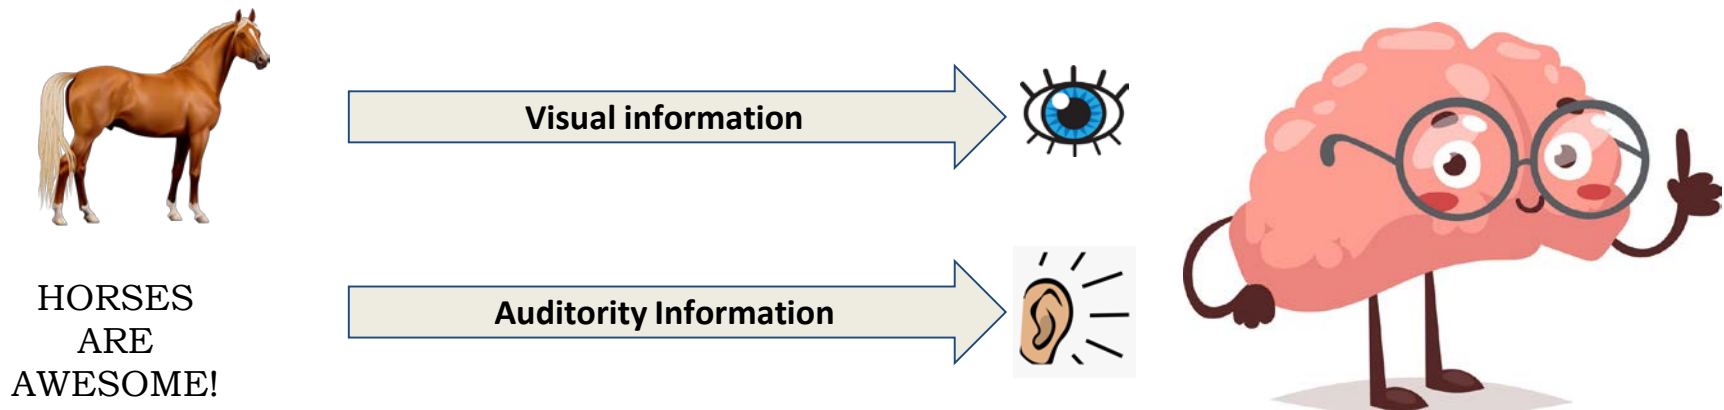 Visual information
HORSES
ARE
AWESOME!
Auditority Information